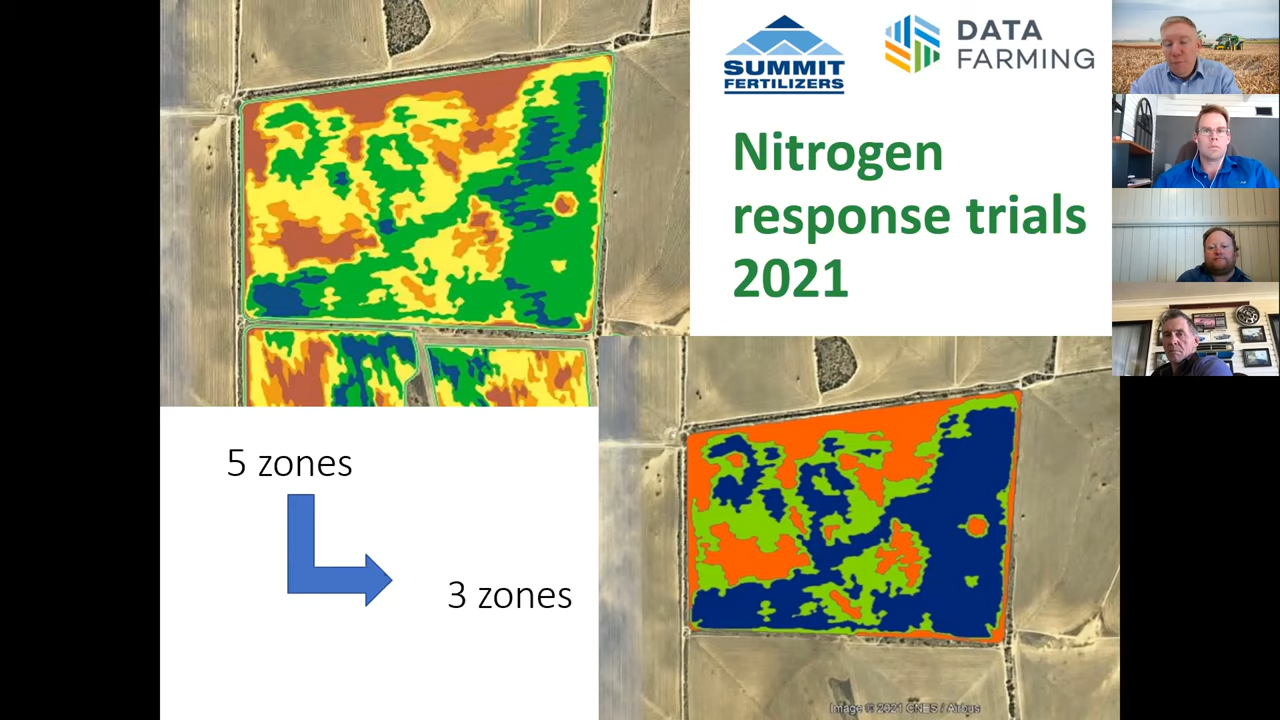 SUMMIT
FERTILIZERS
DATA
FARMING
Nitrogen
response trials
2021
5 zones
3 zones
Image © 2021 CNES / Airbus